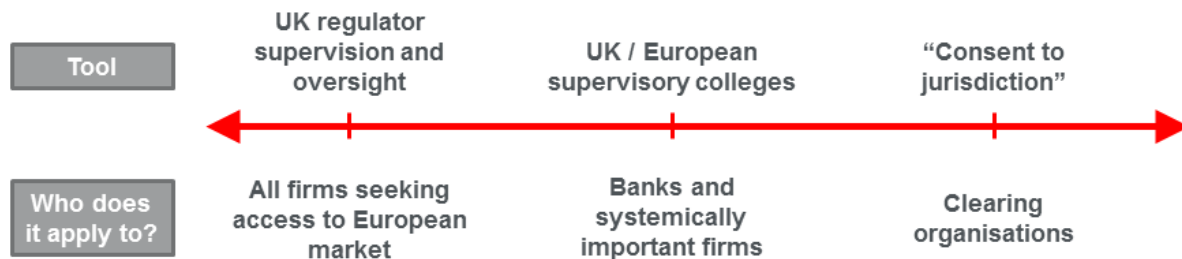 Tool
UK regulator
supervision and
oversight
UK / European
supervisory colleges
“Consent to
jurisdiction”
Who does
it apply to?
All firms seeking
access to European
market
Banks and
systemically
important firms
Clearing
organisations